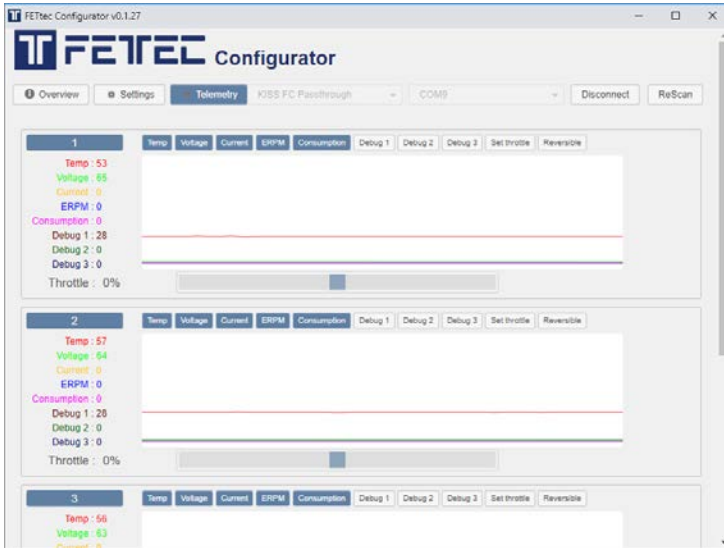 FETtec Configurator v0.1.27
FETTEC Configurator
Overview Settings Telemetry KISS FC Passthrough COM9 Disconnect ReScan
1 Temp Voltage Current ERPM Consumption Debug 1 Debug 2 Debug 3 Set throttle Reversible
Temp : 53
Voltage : 65
Current : 0
ERPM : 0
Consumption : 0
Debug 1 : 28
Debug 2 : 0
Debug 3 : 0
Throttle : 0%
2 Temp Voltage Current ERPM Consumption Debug 1 Debug 2 Debug 3 Set throttle Reversible
Temp : 57
Voltage : 64
Current : 0
ERPM : 0
Consumption : 0
Debug 1 : 28
Debug 2 : 0
Debug 3 : 0
Throttle : 0%
3 Temp Voltage Current ERPM Consumption Debug 1 Debug 2 Debug 3 Set throttle Reversible
Temp : 56
Voltage : 63
Current : 0